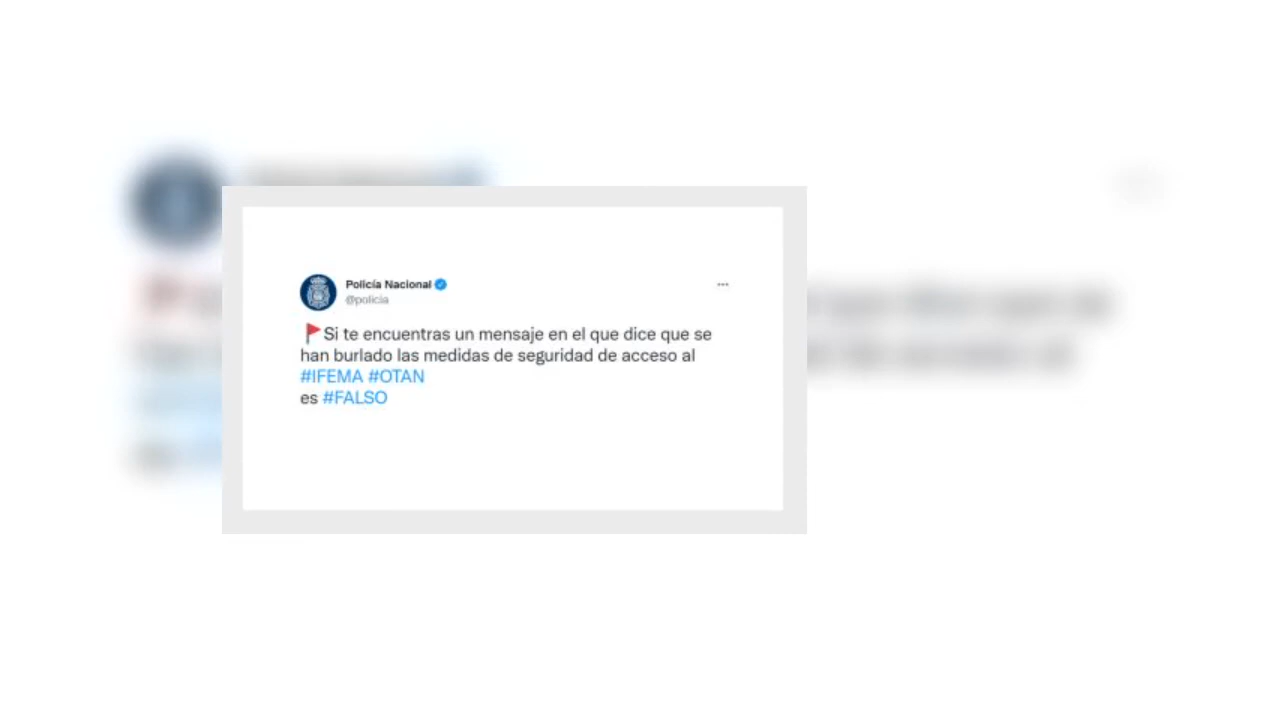 Policía Nacional
@policia
Si te encuentras un mensaje en el que dice que se
han burlado las medidas de seguridad de acceso al
#IFEMA #OTAN
es #FALSO